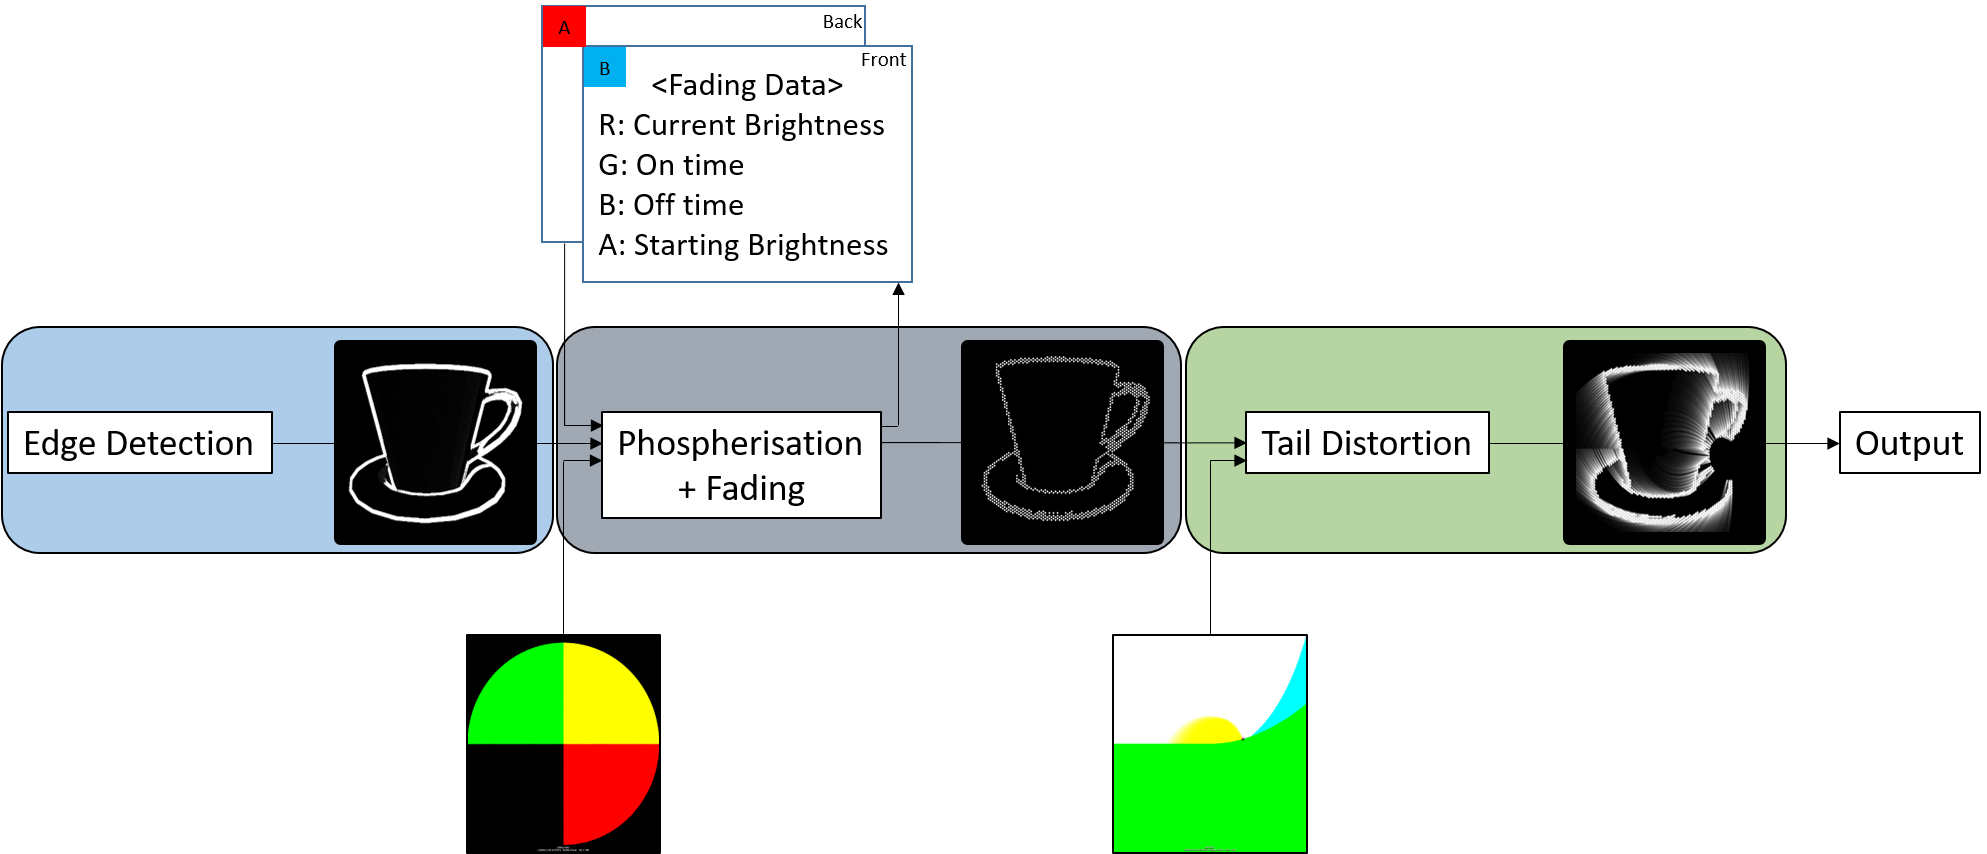 A
Back
B
Front
<Fading Data>
R: Current Brightness
G: On time
B: Off time
A: Starting Brightness
Edge Detection
Phospherisation
+ Fading
Tail Distortion
Output